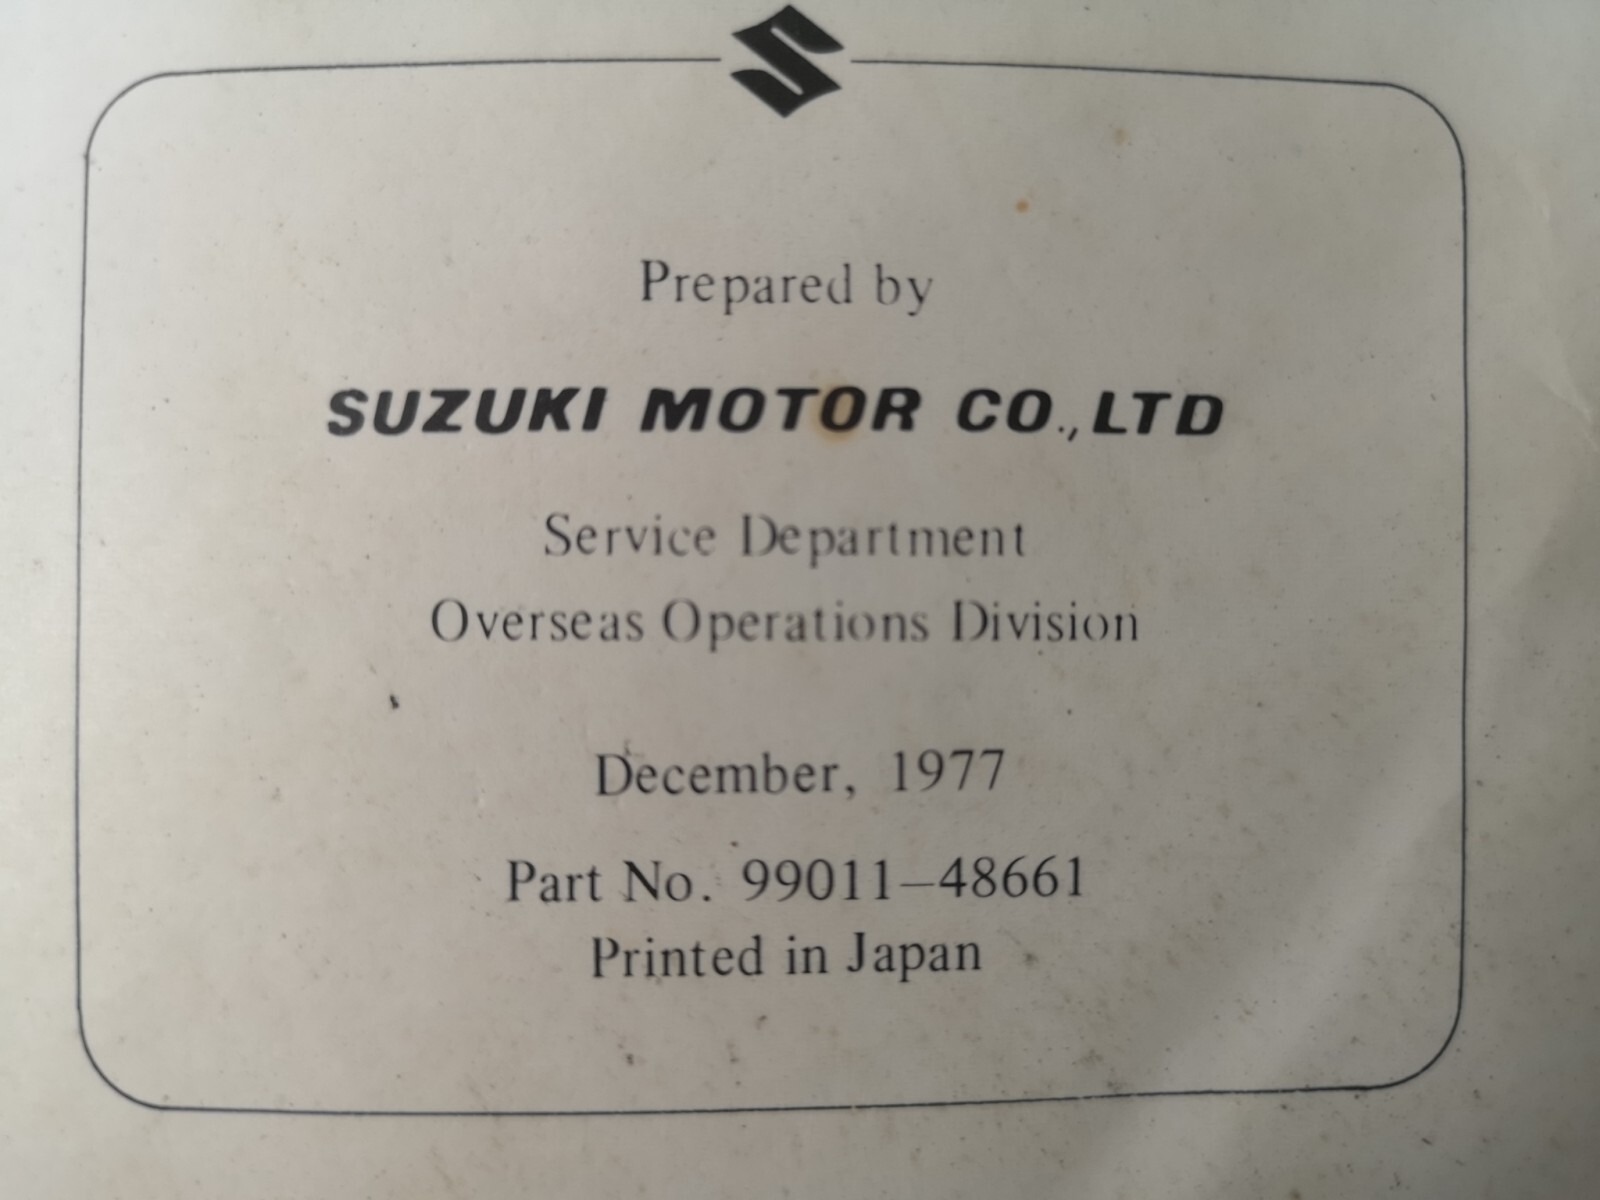 Prepared by
SUZUKI MOTOR CO., LTD
Service Department
Overseas Operations Division
December, 1977
Part No. 99011–48661
Printed in Japan